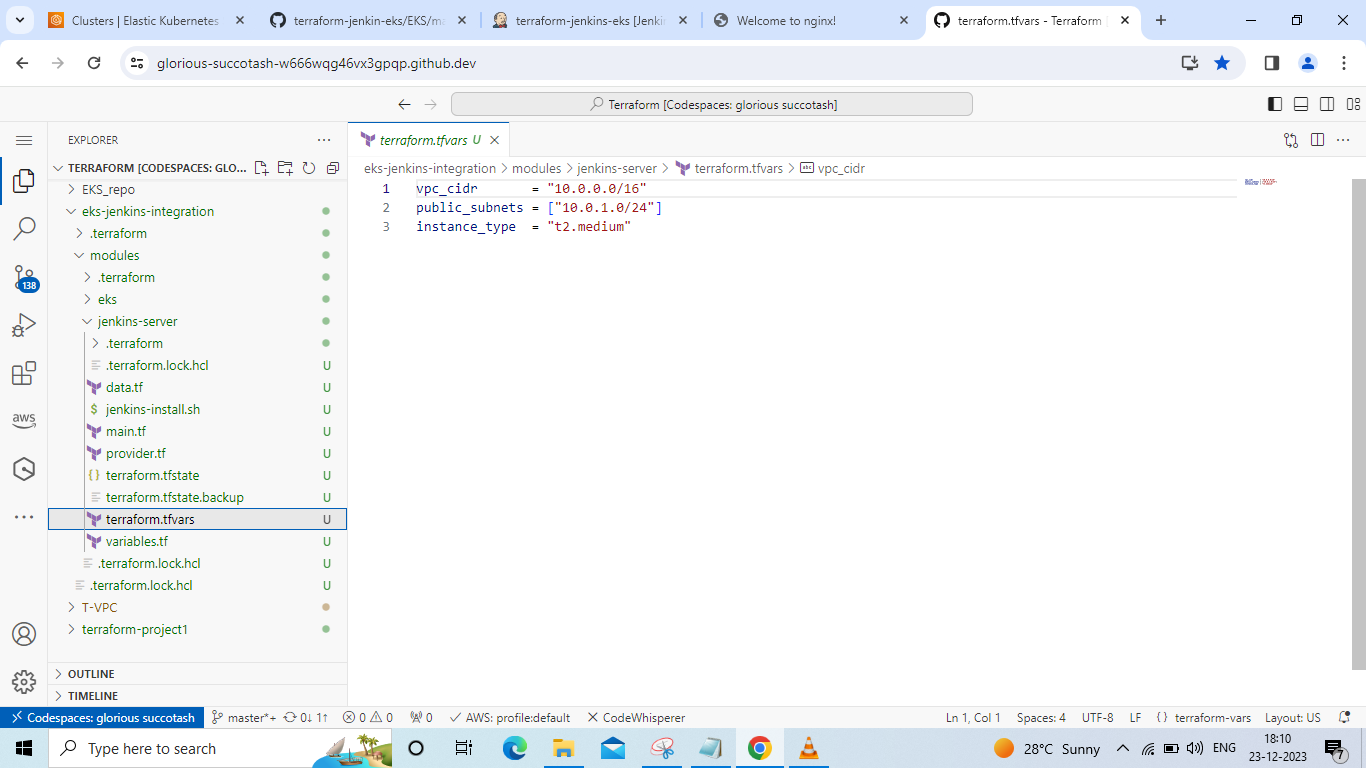 Clusters | Elastic Kubernetes
terraform-jenkin-eks/EKS/m
terraform-jenkins-eks [Jenki
Welcome to nginx!
terraform.tfvars - Terraform
glorious-succotash-w666wqg46vx3gpqp.github.dev
Terraform [Codespaces: glorious succotash]
EXPLORER
TERRAFORM [CODESPACES: GLO...
EKS_repo
eks-jenkins-integration
.terraform
modules
.terraform
eks
jenkins-server
.terraform
.terraform.lock.hcl U
data.tf U
$ jenkins-install.sh U
main.tf U
provider.tf U
{} terraform.tfstate U
terraform.tfstate.backup U
terraform.tfvars U
variables.tf U
.terraform.lock.hcl U
.terraform.lock.hcl U
T-VPC
terraform-project1
OUTLINE
TIMELINE
138
aws
terraform.tfvars U
eks-jenkins-integration > modules > jenkins-server > terraform.tfvars > vpc_cidr
1 vpc_cidr = "10.0.0.0/16"
2 public_subnets = ["10.0.1.0/24"]
3 instance_type = "t2.medium"
Codespaces: glorious succotash master*+ 0↓ 1↑ 0 0 0 AWS: profile:default CodeWhisperer Ln 1, Col 1 Spaces: 4 UTF-8 LF {} terraform-vars Layout: US
Type here to search
28°C Sunny ENG
18:10
23-12-2023
7